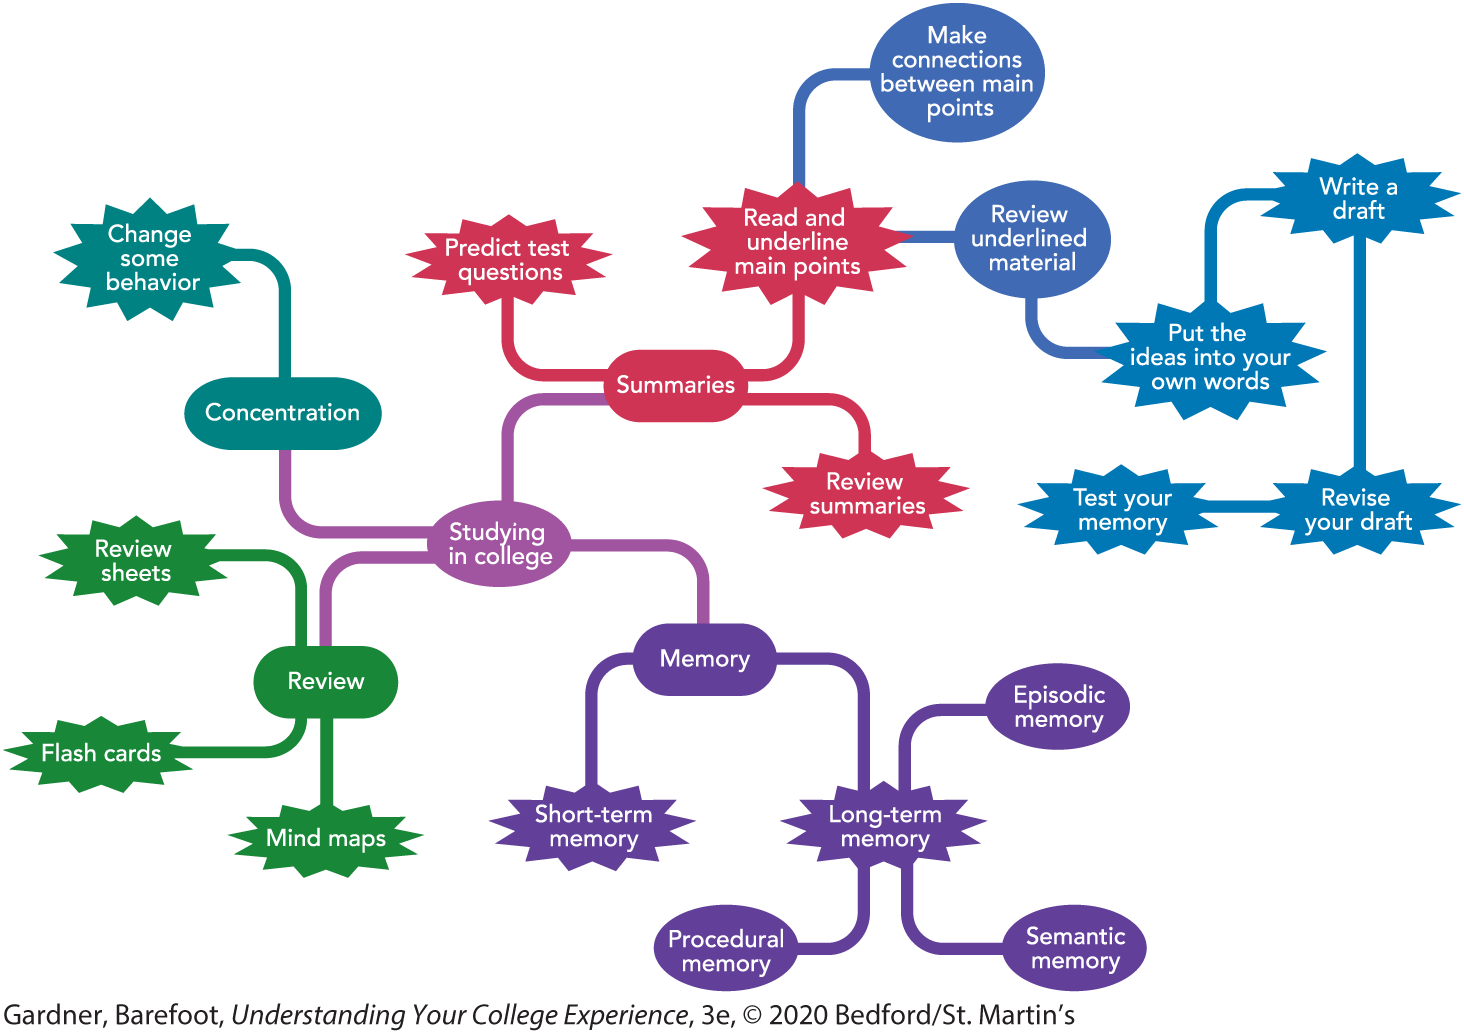 Make
connections
between main
points
Write a
draft
Read and
underline
main points
Review
underlined
material
Change
some
behavior
Predict test
questions
Put the
ideas into your
own words
Summaries
Concentration
Review
summaries
Test your
memory
Revise
your draft
Studying
in college
Review
sheets
Memory
Review
Episodic
memory
Flash cards
Short-term
memory
Long-term
memory
Mind maps
Procedural
memory
Semantic
memory
Gardner, Barefoot, Understanding Your College Experience, 3e, © 2020 Bedford/St. Martin's